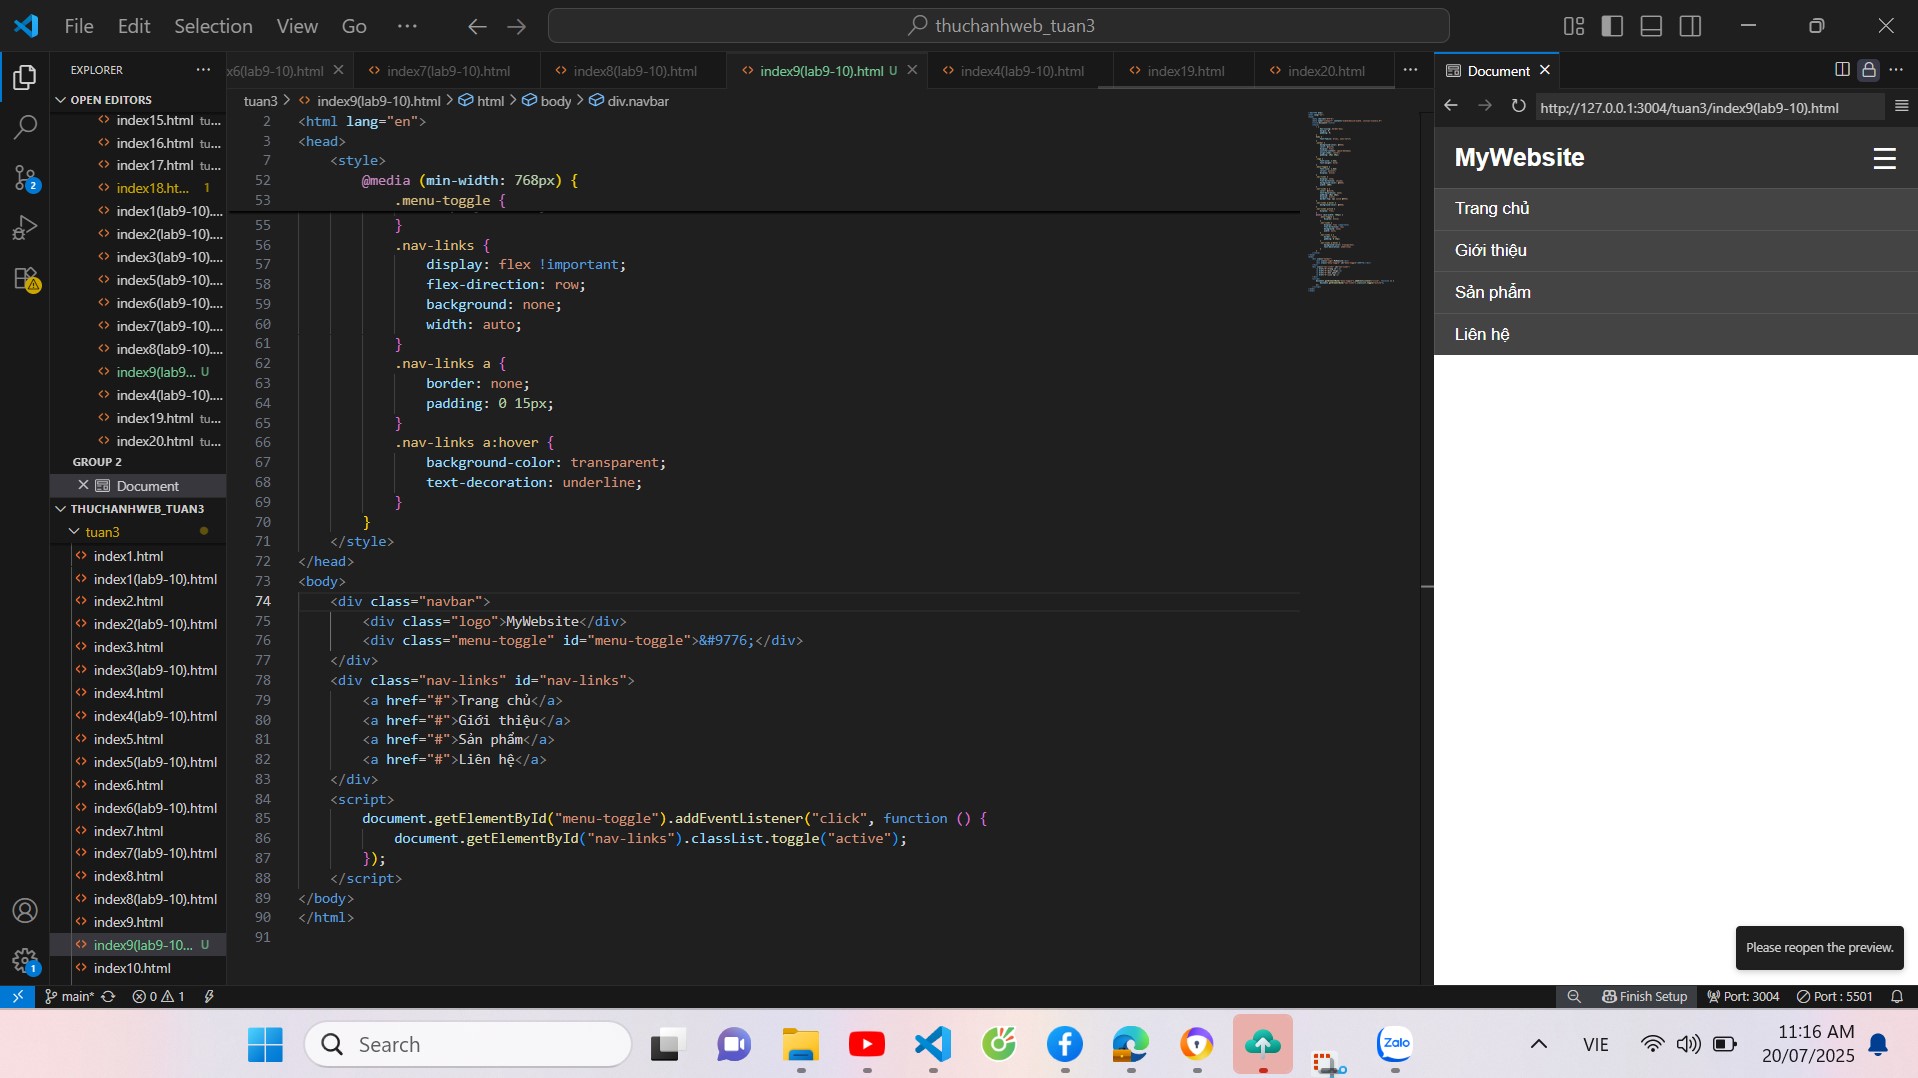 File Edit Selection View Go ···
thuchanhweb_tuan3
EXPLORER ···
OPEN EDITORS
index15.html tu...
index16.html tu...
index17.html tu...
index18.ht... 1
index1(lab9-10)....
index2(lab9-10)....
index3(lab9-10)....
index5(lab9-10)....
index6(lab9-10)....
index7(lab9-10)....
index8(lab9-10)....
index9(lab9... U
index4(lab9-10)....
index19.html tu...
index20.html tu...
GROUP 2
Document
THUCHANHWEB_TUAN3
tuan3
index1.html
index1(lab9-10).html
index2.html
index2(lab9-10).html
index3.html
index3(lab9-10).html
index4.html
index4(lab9-10).html
index5.html
index5(lab9-10).html
index6.html
index6(lab9-10).html
index7.html
index7(lab9-10).html
index8.html
index8(lab9-10).html
index9.html
index9(lab9-10... U
index10.html
x6(lab9-10).html index7(lab9-10).html index8(lab9-10).html index9(lab9-10).html U index4(lab9-10).html index19.html index20.html ···
tuan3 > index9(lab9-10).html > html > body > div.navbar
2 <html lang="en">
3 <head>
7 <style>
52 @media (min-width: 768px) {
53 .menu-toggle {
55 }
56 .nav-links {
57 display: flex !important;
58 flex-direction: row;
59 background: none;
60 width: auto;
61 }
62 .nav-links a {
63 border: none;
64 padding: 0 15px;
65 }
66 .nav-links a:hover {
67 background-color: transparent;
68 text-decoration: underline;
69 }
70 }
71 </style>
72 </head>
73 <body>
74 <div class="navbar">
75 <div class="logo">MyWebsite</div>
76 <div class="menu-toggle" id="menu-toggle">&#9776;</div>
77 </div>
78 <div class="nav-links" id="nav-links">
79 <a href="#">Trang chủ</a>
80 <a href="#">Giới thiệu</a>
81 <a href="#">Sản phẩm</a>
82 <a href="#">Liên hệ</a>
83 </div>
84 <script>
85 document.getElementById("menu-toggle").addEventListener("click", function () {
86 document.getElementById("nav-links").classList.toggle("active");
87 });
88 </script>
89 </body>
90 </html>
91
Document
http://127.0.0.1:3004/tuan3/index9(lab9-10).html
MyWebsite ☰
Trang chủ
Giới thiệu
Sản phẩm
Liên hệ
Please reopen the preview.
2
1
main* 0 1 Finish Setup Port: 3004 Port : 5501
Search Zalo VIE
11:16 AM
20/07/2025